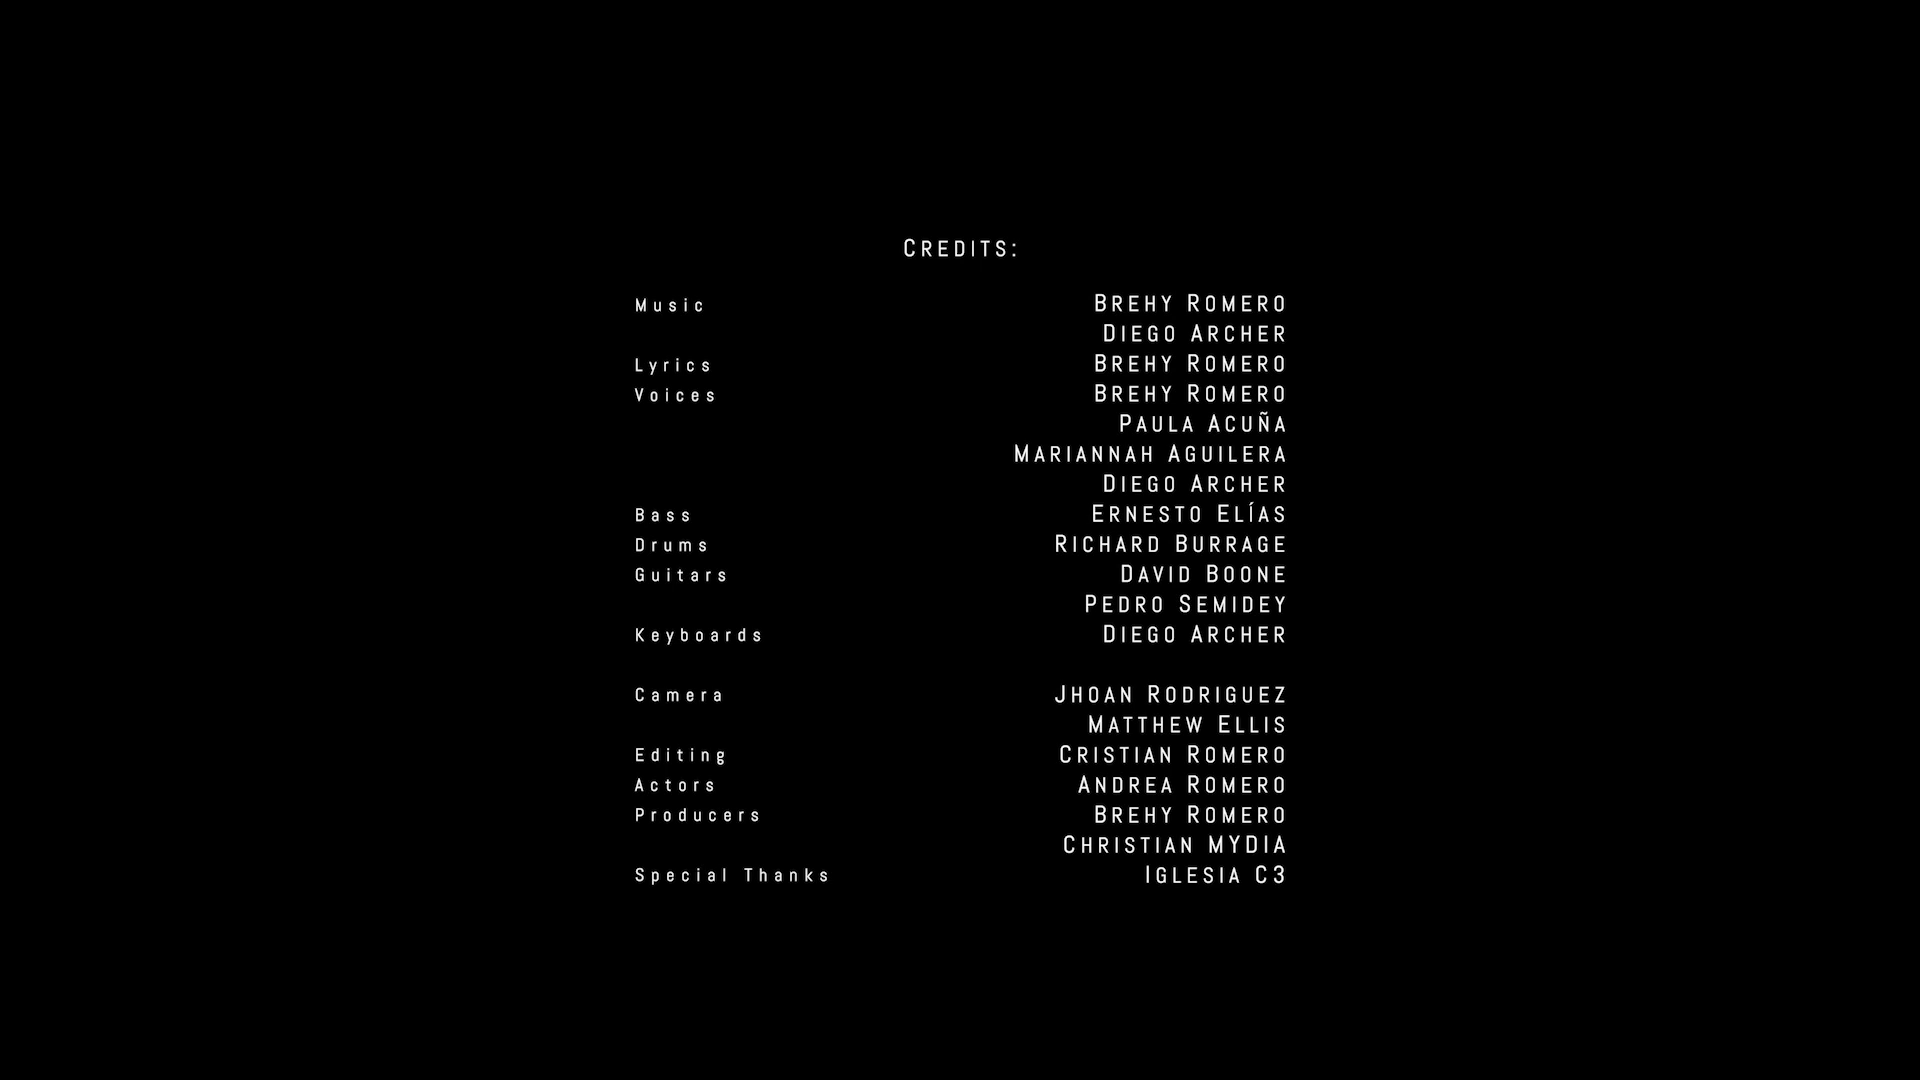 Credits:
Music Brehy Romero
Diego Archer
Lyrics Brehy Romero
Voices Brehy Romero
Paula Acuña
Mariannah Aguilera
Diego Archer
Bass Ernesto Elías
Drums Richard Burrage
Guitars David Boone
Pedro Semidey
Keyboards Diego Archer
Camera Jhoan Rodriguez
Matthew Ellis
Editing Cristian Romero
Actors Andrea Romero
Producers Brehy Romero
Christian MYDIA
Special Thanks Iglesia C3